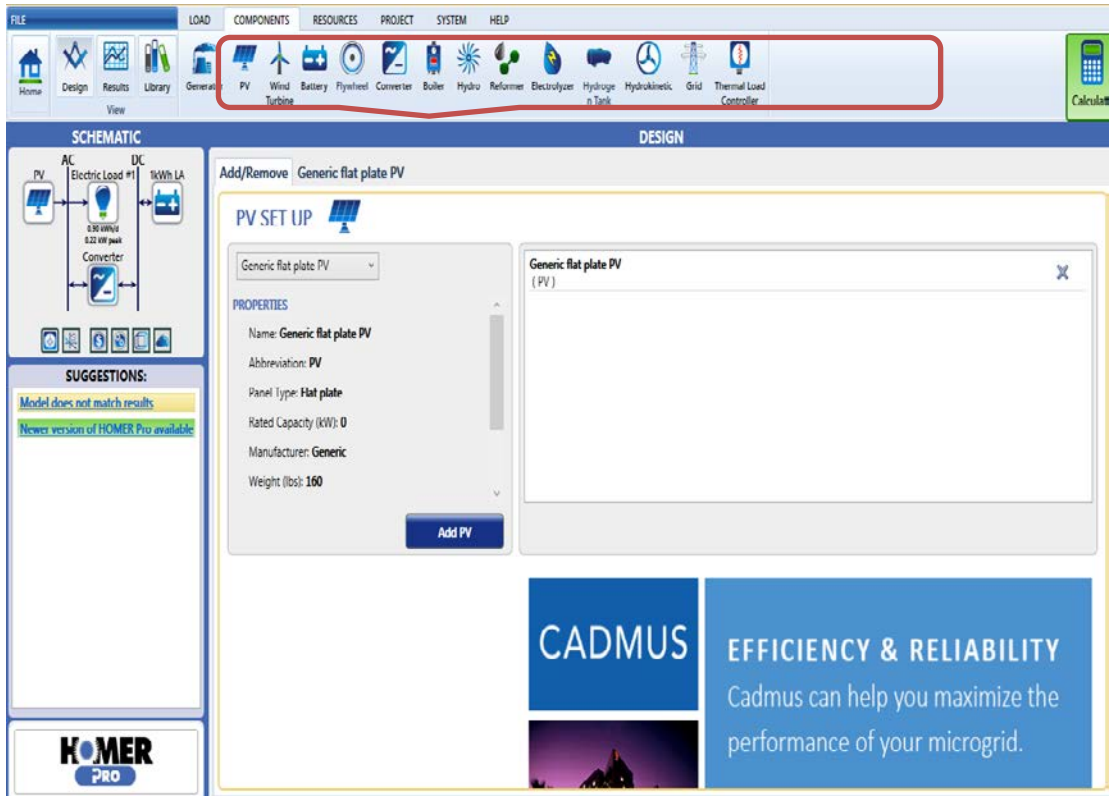 FILE
LOAD COMPONENTS RESOURCES PROJECT SYSTEM HELP
Home Design Results Library Generator PV Wind Battery Flywheel Converter Boiler Hydro Reformer Electrolyzer Hydroge Hydrokinetic Grid Thermal Load
Turbine n Tank Controller
View
Calculat
SCHEMATIC
AC DC
PV Electric Load #1 1kWh LA
0.90 kWh/d
0.22 kW peak
Converter
SUGGESTIONS:
Model does not match results
Newer version of HOMER Pro available
HOMER
PRO
DESIGN
Add/Remove Generic flat plate PV
PV SET UP
Generic flat plate PV
PROPERTIES
Name: Generic flat plate PV
Abbreviation: PV
Panel Type: Flat plate
Rated Capacity (kW): 0
Manufacturer: Generic
Weight (lbs): 160
Add PV
Generic flat plate PV
( PV )
CADMUS
EFFICIENCY & RELIABILITY
Cadmus can help you maximize the
performance of your microgrid.